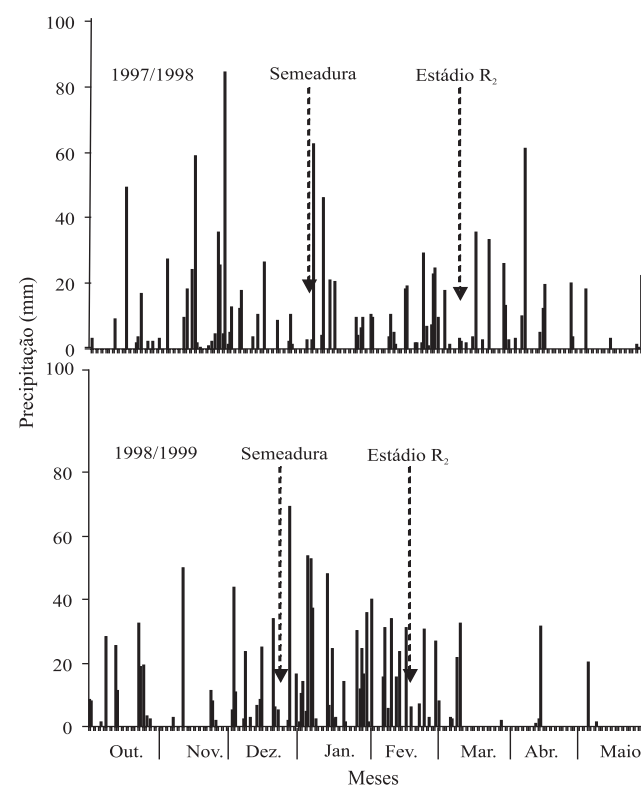 100
1997/1998 Semeadura Estádio R₂
80
60
40
20
0
Precipitação (mm)
100
1998/1999 Semeadura Estádio R₂
80
60
40
20
0
Out. Nov. Dez. Jan. Fev. Mar. Abr. Maio
Meses